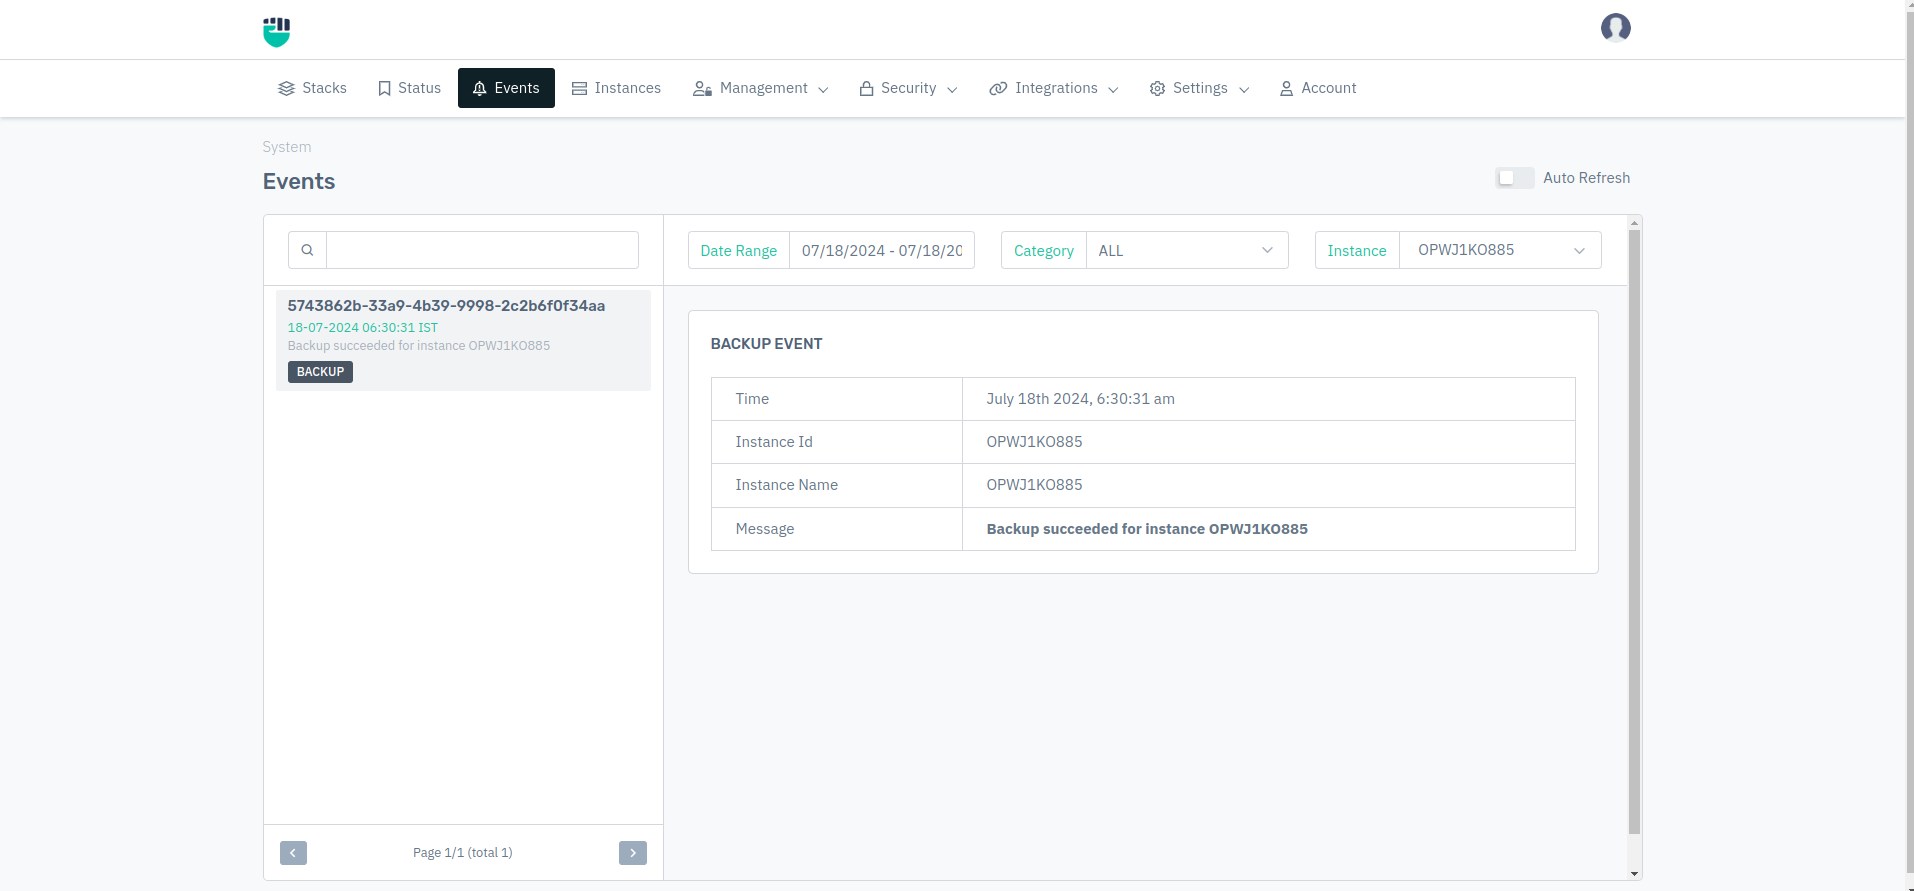 Stacks
Status
Events
Instances
Management
Security
Integrations
Settings
Account
System
Events
Auto Refresh
Date Range
07/18/2024 - 07/18/20
Category
ALL
Instance
OPWJ1KO885
5743862b-33a9-4b39-9998-2c2b6f0f34aa
18-07-2024 06:30:31 IST
Backup succeeded for instance OPWJ1KO885
BACKUP
BACKUP EVENT
Time July 18th 2024, 6:30:31 am
Instance Id OPWJ1KO885
Instance Name OPWJ1KO885
Message Backup succeeded for instance OPWJ1KO885
Page 1/1 (total 1)